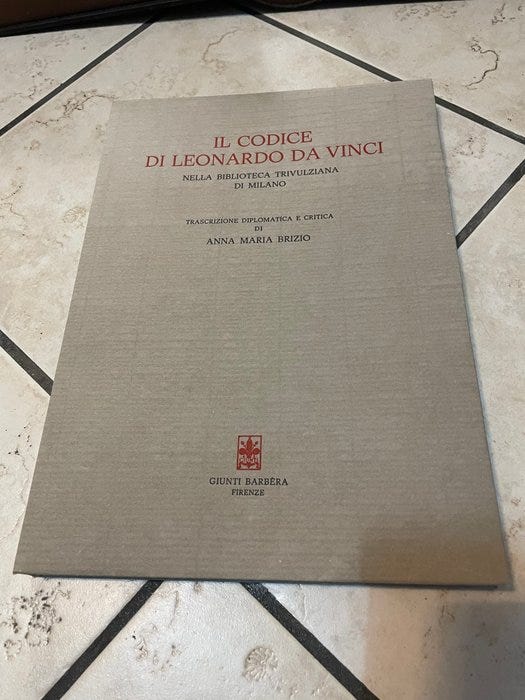 IL CODICE
DI LEONARDO DA VINCI
NELLA BIBLIOTECA TRIVULZIANA
DI MILANO
TRASCRIZIONE DIPLOMATICA E CRITICA
DI
ANNA MARIA BRIZIO
GIUNTI BARBÈRA
FIRENZE